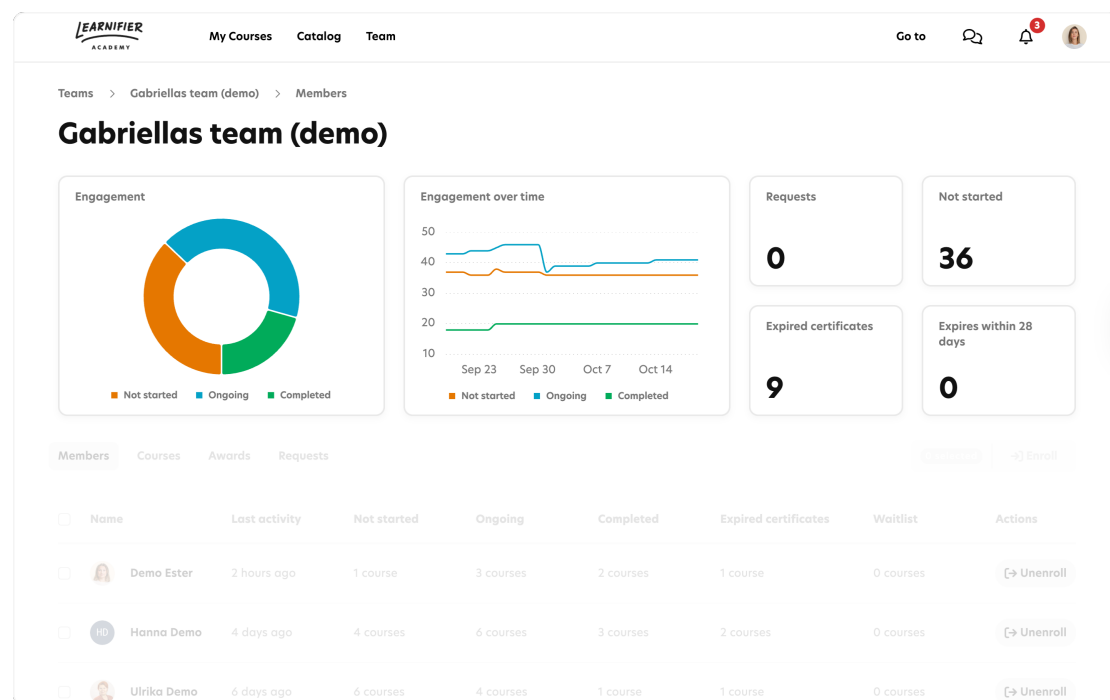 LEARNIFIER
ACADEMY
My Courses Catalog Team Go to 3
Teams > Gabriellas team (demo) > Members
Gabriellas team (demo)
Engagement
Not started Ongoing Completed
Engagement over time
50
40
30
20
10
Sep 23 Sep 30 Oct 7 Oct 14
Not started Ongoing Completed
Requests
0
Not started
36
Expired certificates
9
Expires within 28
days
0
Members Courses Awards Requests
Enroll
Name Last activity Not started Ongoing Completed Expired certificates Waitlist Actions
Demo Ester 2 hours ago 1 course 3 courses 2 courses 1 course 0 courses Unenroll
HD Hanna Demo 4 days ago 4 courses 6 courses 3 courses 2 courses 0 courses Unenroll
Ulrika Demo 6 days ago 6 courses 4 courses 1 course 1 course 0 courses Unenroll